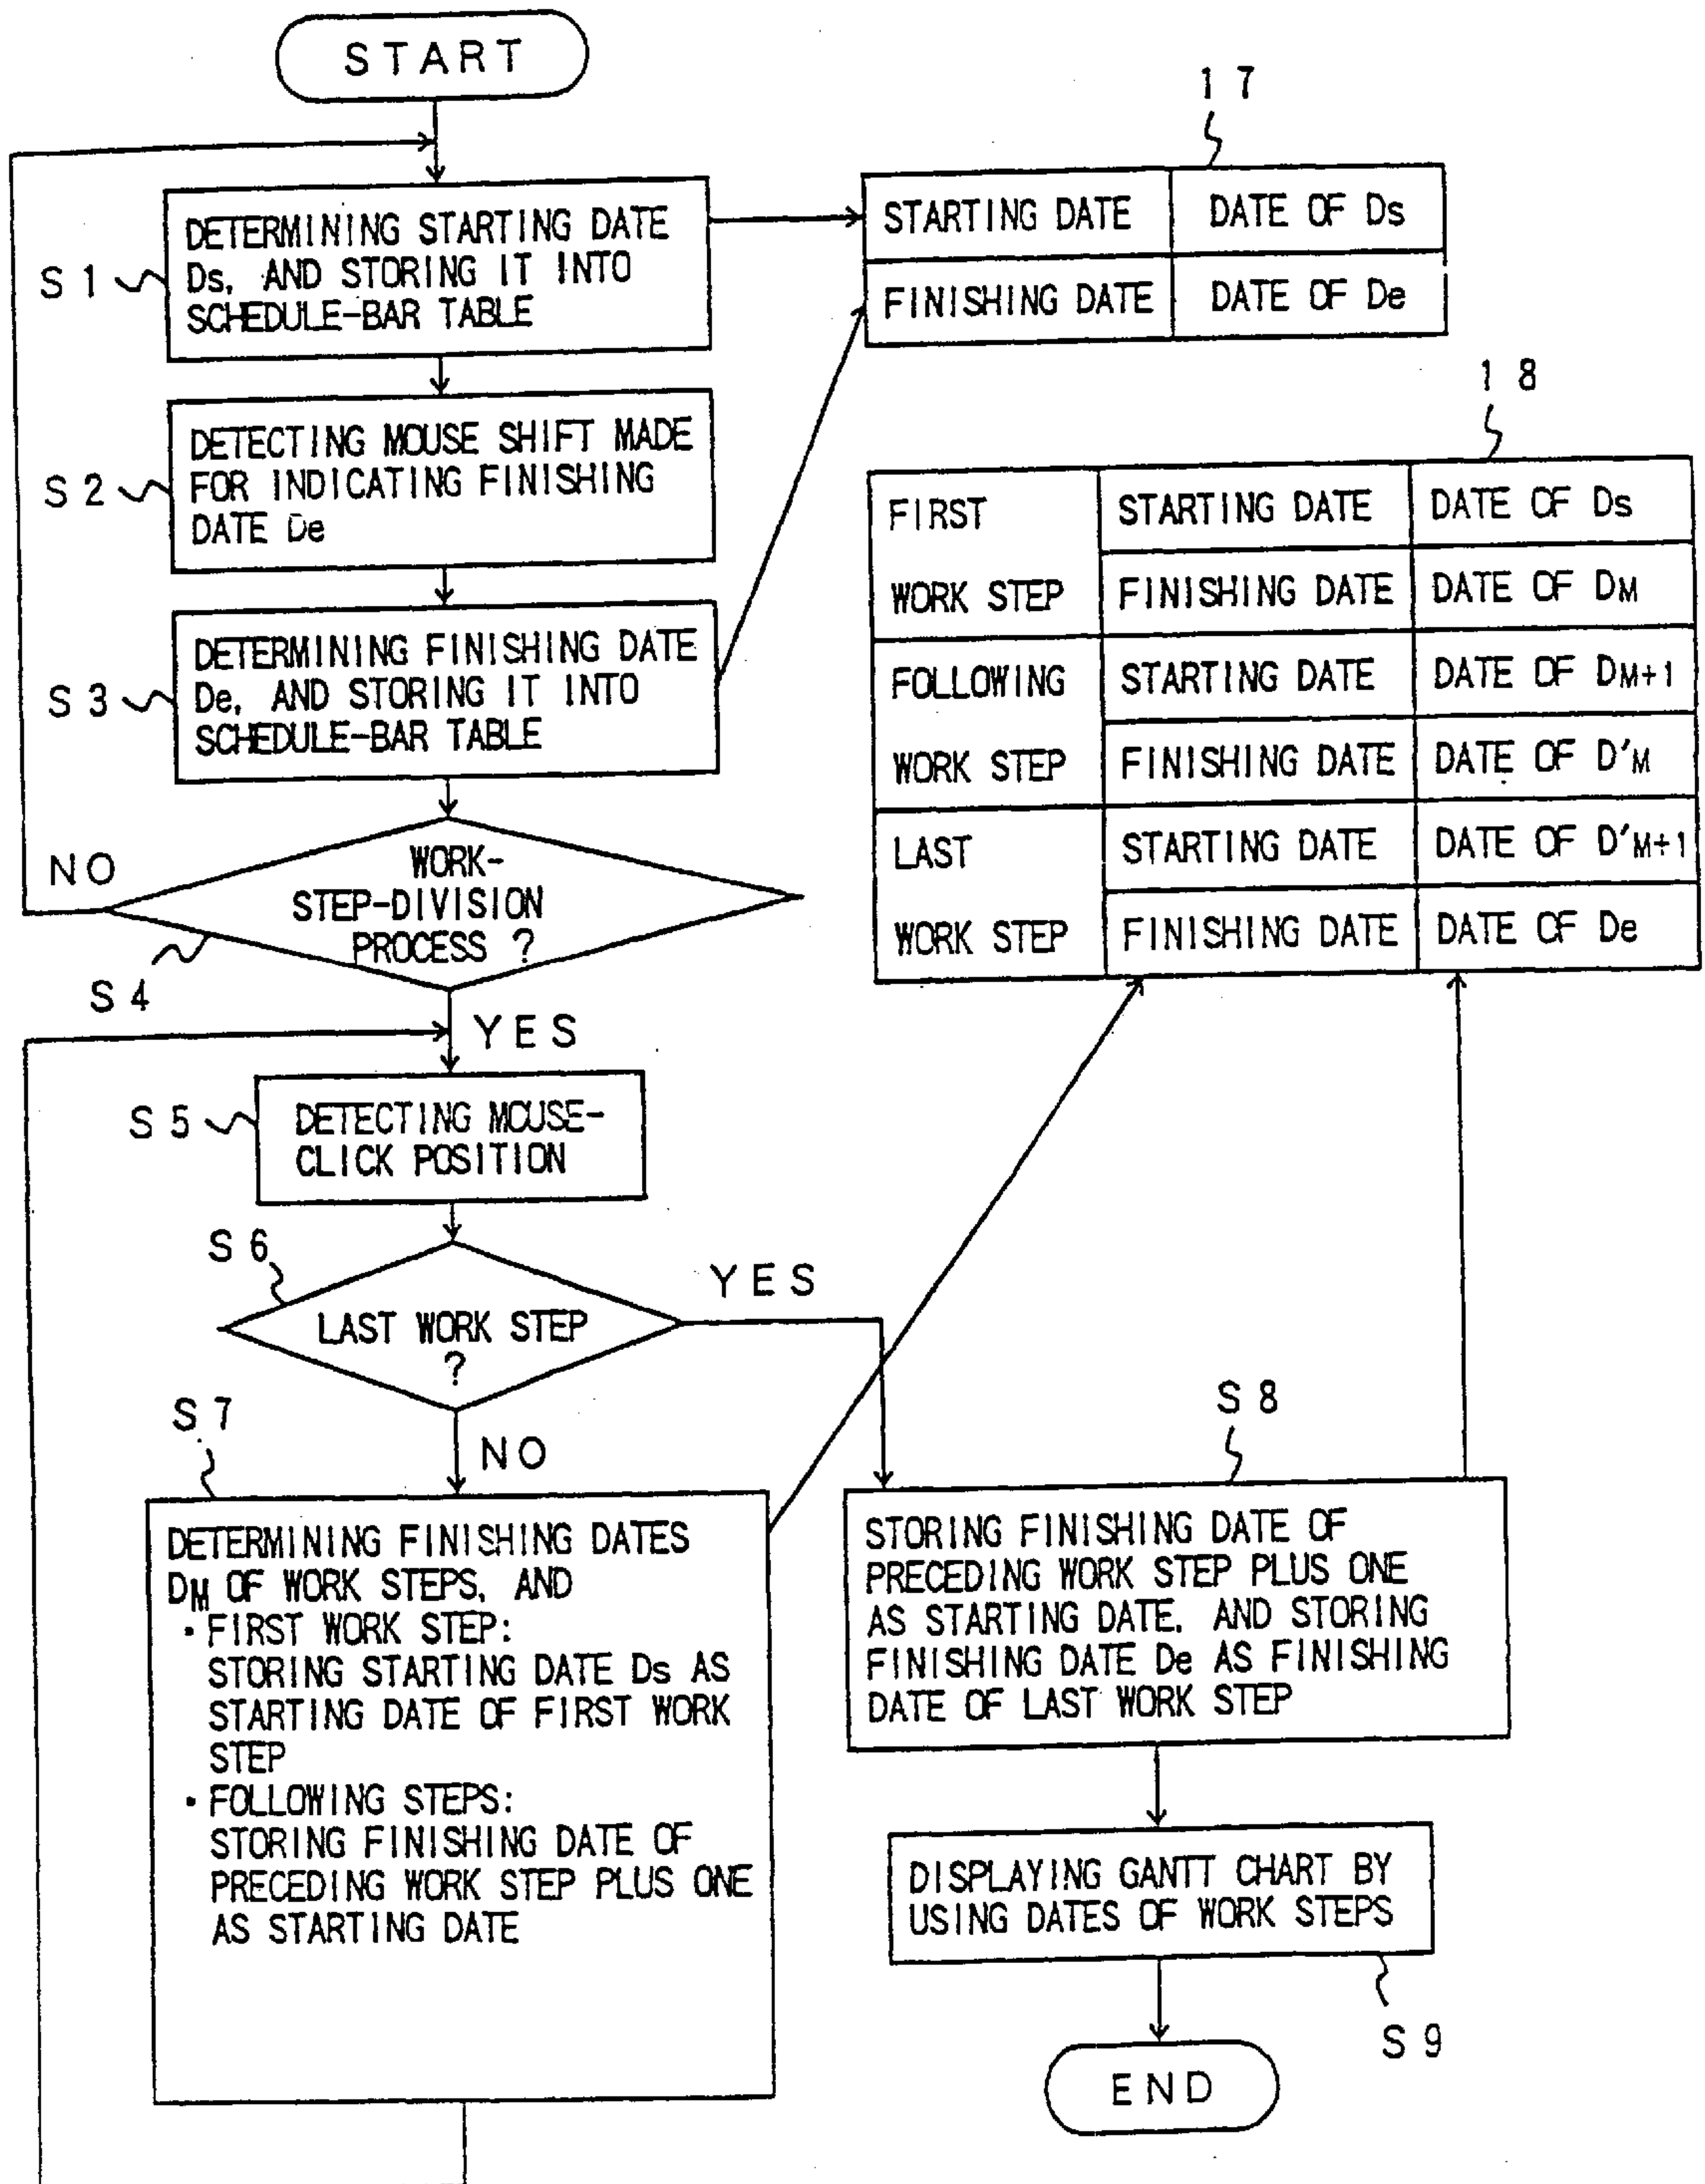 START
S1
DETERMINING STARTING DATE
Ds, AND STORING IT INTO
SCHEDULE-BAR TABLE
17
STARTING DATE DATE OF Ds
FINISHING DATE DATE OF De
S2
DETECTING MOUSE SHIFT MADE
FOR INDICATING FINISHING
DATE De
S3
DETERMINING FINISHING DATE
De, AND STORING IT INTO
SCHEDULE-BAR TABLE
18
FIRST STARTING DATE DATE OF Ds
WORK STEP FINISHING DATE DATE OF DM
FOLLOWING STARTING DATE DATE OF DM+1
WORK STEP FINISHING DATE DATE OF D'M
LAST STARTING DATE DATE OF D'M+1
WORK STEP FINISHING DATE DATE OF De
NO
WORK-
STEP-DIVISION
PROCESS ?
S4
YES
S5
DETECTING MOUSE-
CLICK POSITION
S6
LAST WORK STEP
?
YES
NO
S7
DETERMINING FINISHING DATES
DM OF WORK STEPS, AND
· FIRST WORK STEP:
STORING STARTING DATE Ds AS
STARTING DATE OF FIRST WORK
STEP
· FOLLOWING STEPS:
STORING FINISHING DATE OF
PRECEDING WORK STEP PLUS ONE
AS STARTING DATE
S8
STORING FINISHING DATE OF
PRECEDING WORK STEP PLUS ONE
AS STARTING DATE, AND STORING
FINISHING DATE De AS FINISHING
DATE OF LAST WORK STEP
DISPLAYING GANTT CHART BY
USING DATES OF WORK STEPS
S9
END